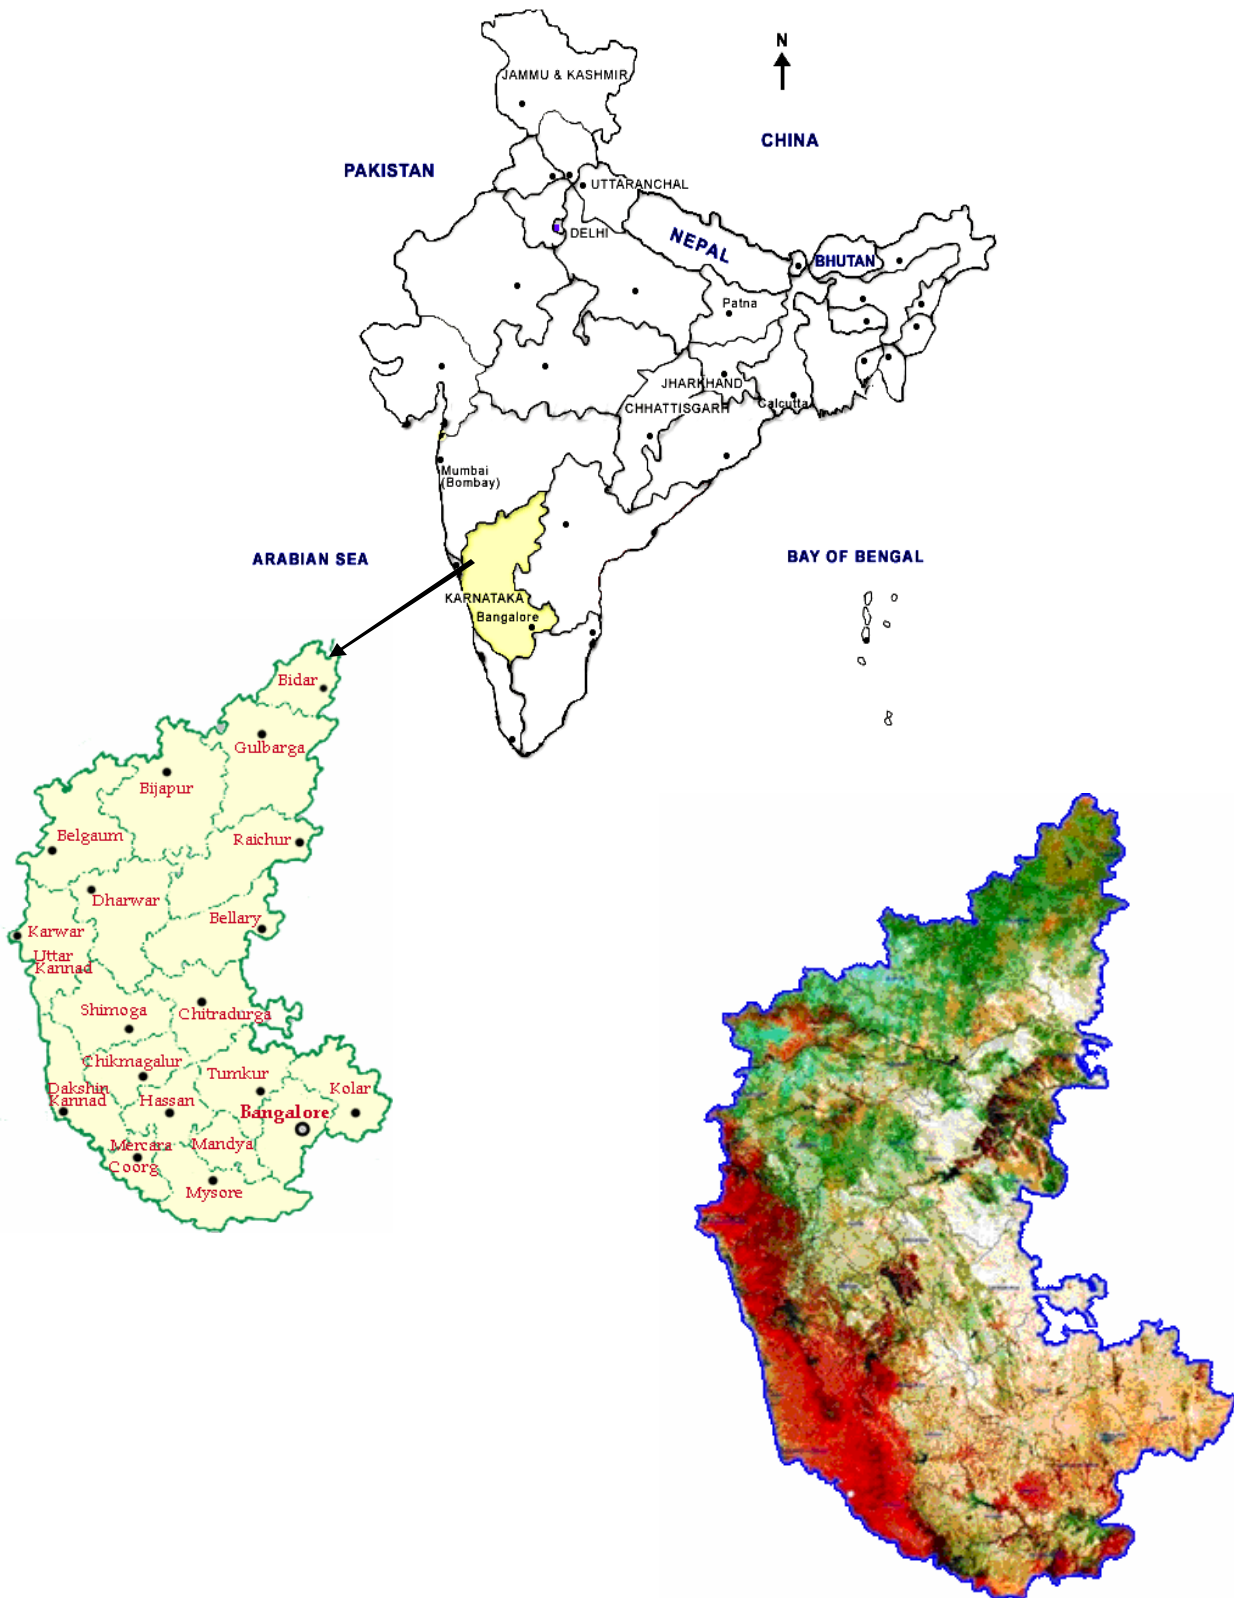 N
JAMMU & KASHMIR
CHINA
PAKISTAN
UTTARANCHAL
DELHI
NEPAL
BHUTAN
Patna
JHARKHAND
CHHATTISGARH
Calcutta
Mumbai
(Bombay)
ARABIAN SEA
BAY OF BENGAL
KARNATAKA
Bangalore
Bidar
Gulbarga
Bijapur
Belgaum
Raichur
Dharwar
Bellary
Karwar
Uttar
Kannad
Shimoga
Chitradurga
Chikmagalur
Tumkur
Dakshin
Kannad
Hassan
Kolar
Bangalore
Mercara
Coorg
Mandya
Mysore